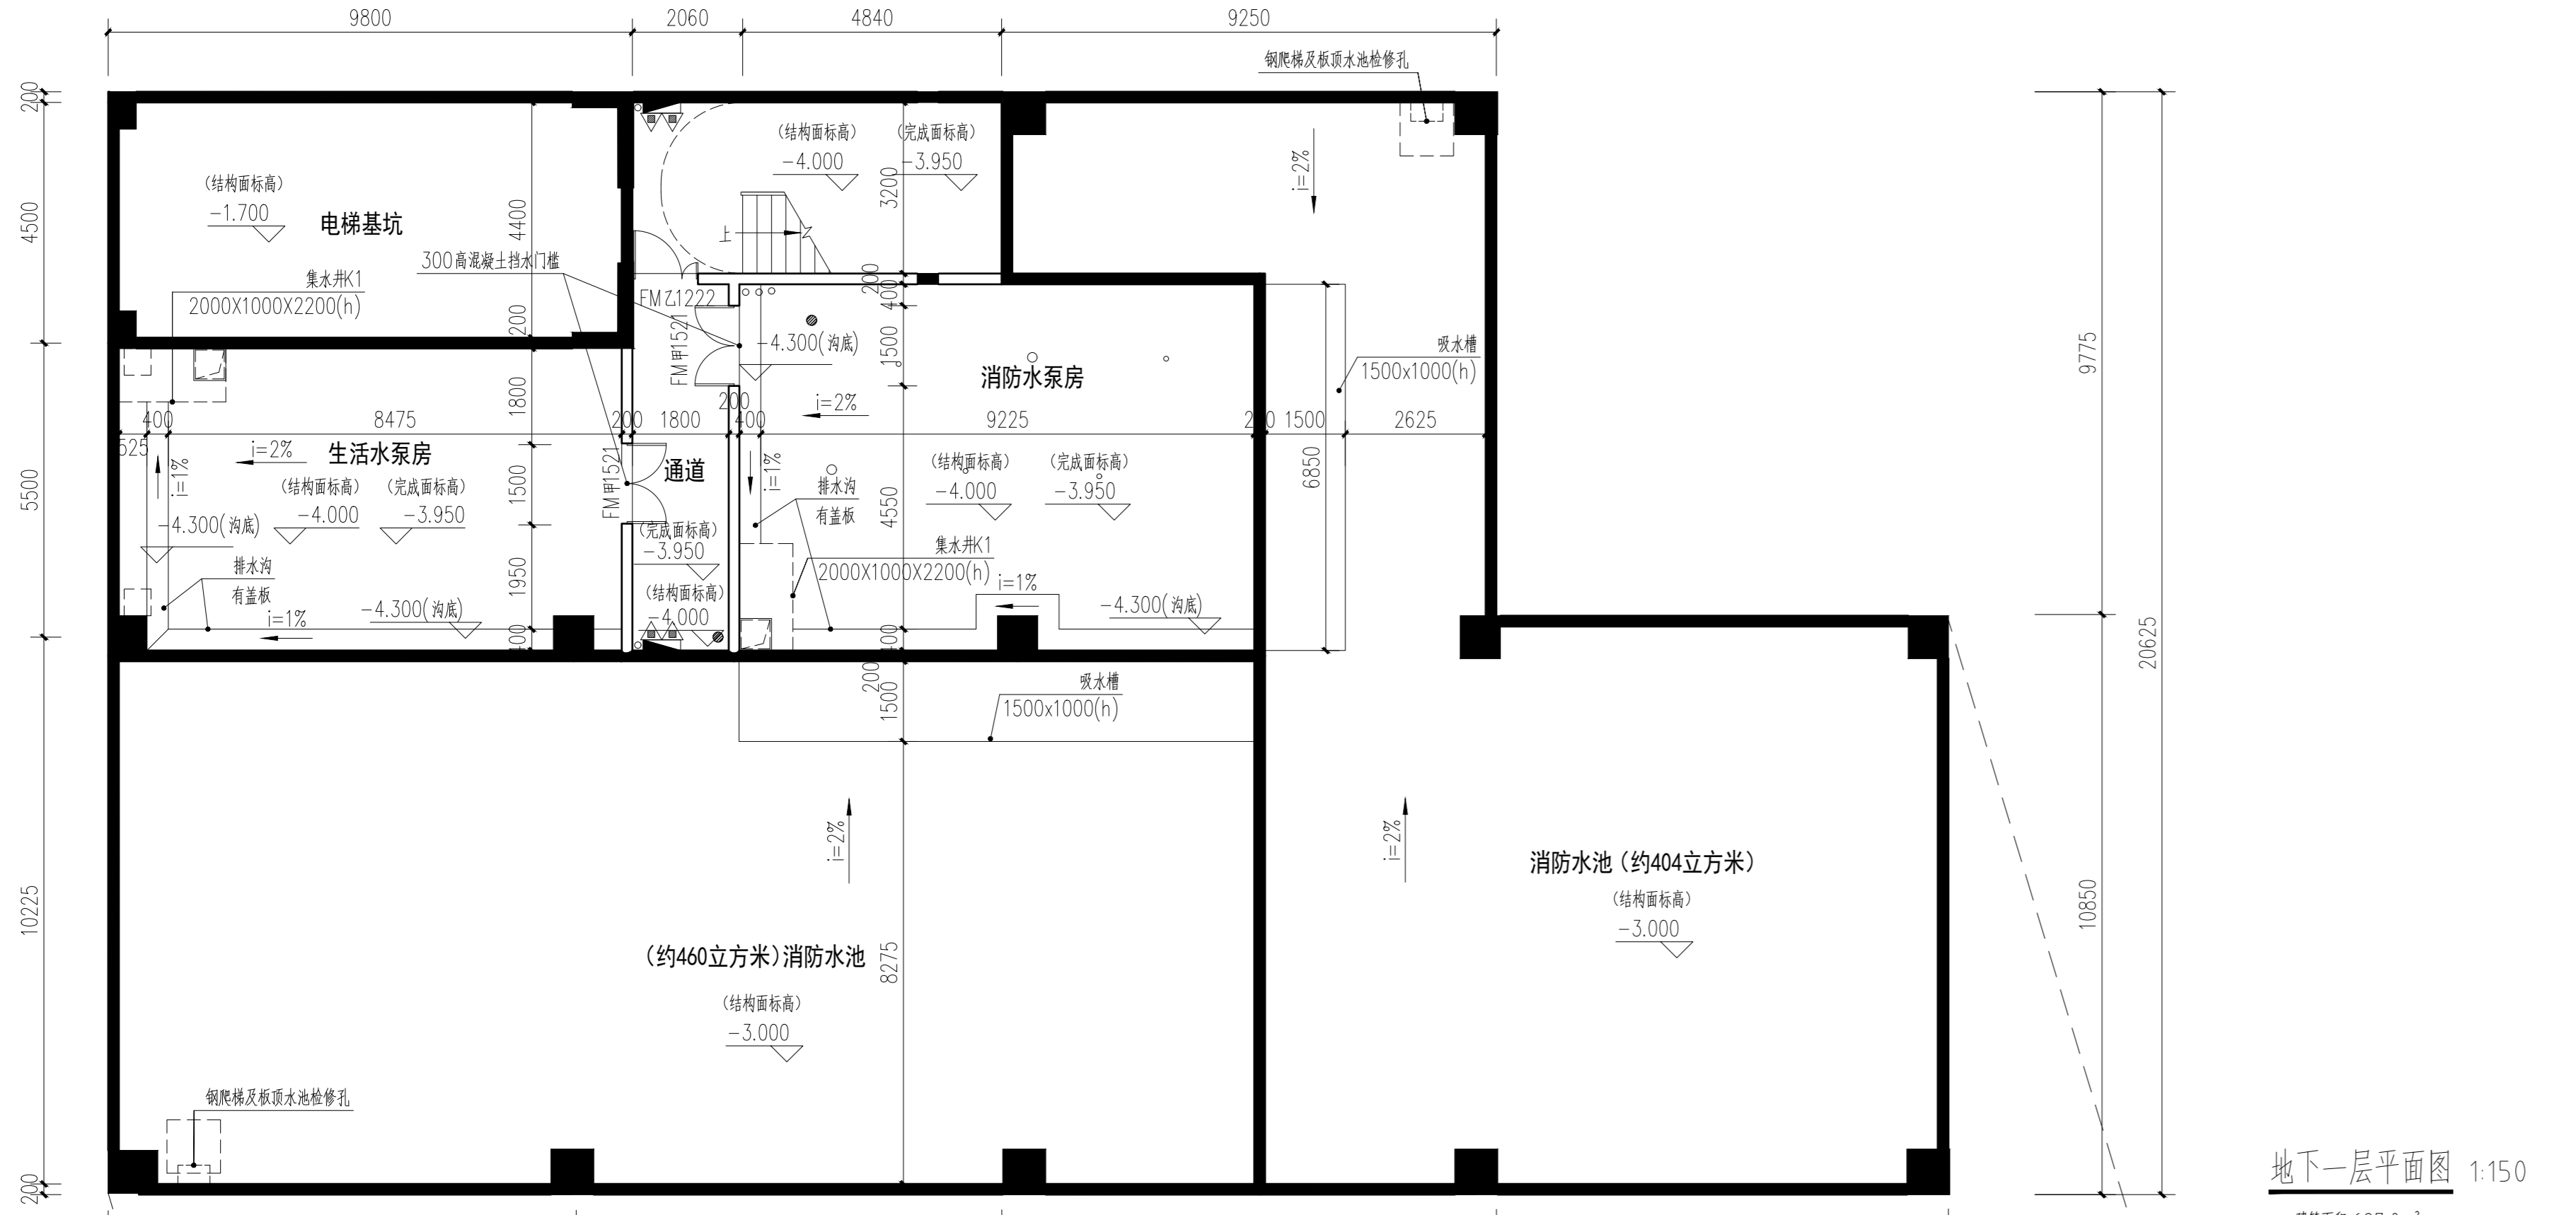 9800
2060
4840
9250
钢爬梯及板顶水池检修孔
200
(结构面标高)
-4.000
(完成面标高)
-3.950
i=2%
3200
(结构面标高)
-1.700
电梯基坑
4400
4500
上
300高混凝土挡水门槛
集水井K1
2000X1000X2200(h)
FM乙1222
200
400
200
FM甲1521
1500
-4.300(沟底)
消防水泵房
吸水槽
1500x1000(h)
9775
1800
200
i=2%
400
8475
200
1800
400
9225
1500
2625
525
生活水泵房
i=2%
i=1%
(结构面标高)
-4.000
(完成面标高)
-3.950
1500
FM甲1521
通道
i=1%
排水沟
有盖板
4550
(结构面标高)
-4.000
(完成面标高)
-3.950
6850
5500
-4.300(沟底)
(完成面标高)
-3.950
集水井K1
2000X1000X2200(h)
排水沟
有盖板
1950
(结构面标高)
-4.000
i=1%
i=1%
-4.300(沟底)
-4.300(沟底)
400
400
20625
200
1500
吸水槽
1500x1000(h)
i=2%
i=2%
消防水池(约404立方米)
(结构面标高)
-3.000
10225
10850
(约460立方米)消防水池
8275
(结构面标高)
-3.000
钢爬梯及板顶水池检修孔
200
地下一层平面图 1:150